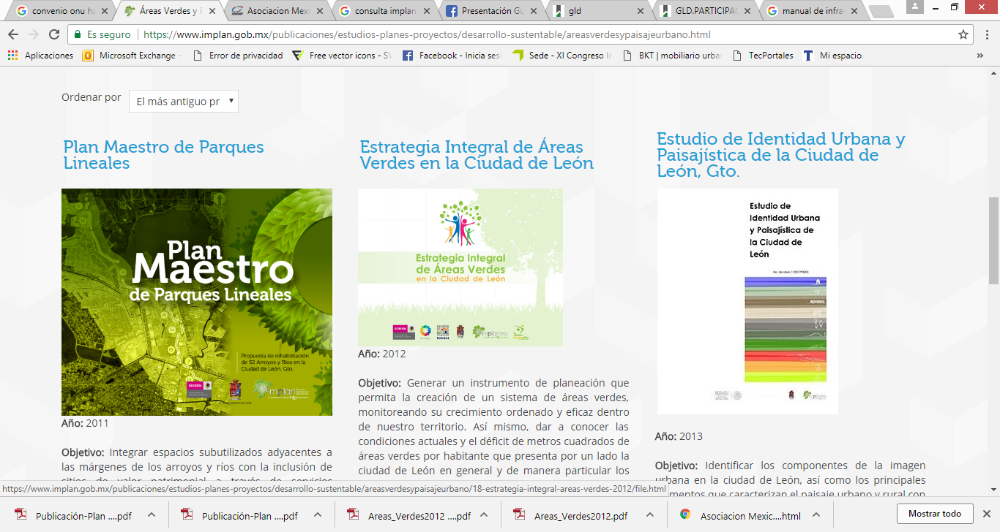 convenio onu ha
Áreas Verdes y P
Asociacion Mexi
consulta implan
Presentación Gu
gld
GLD.PARTICIPAC
manual de infrae
Es seguro
https://www.implan.gob.mx/publicaciones/estudios-planes-proyectos/desarrollo-sustentable/areasverdesypaisajeurbano.html
Aplicaciones
Microsoft Exchange -
Error de privacidad
Free vector icons - SV
Facebook - Inicia sesi
Sede - XI Congreso In
BKT | mobiliario urba
TecPortales
Mi espacio
»
Ordenar por
El más antiguo pr
Plan Maestro de Parques
Lineales
Plan
Maestro
de Parques Lineales
Propuesta de rehabilitación
de 52 Arroyos y Ríos en la
Ciudad de León, Gto.
SEDESOL
implan
Año: 2011
Objetivo: Integrar espacios subutilizados adyacentes a
las márgenes de los arroyos y ríos con la inclusión de
sitios de valor patrimonial a través de servicios
Estrategia Integral de Áreas
Verdes en la Ciudad de León
Estrategia Integral
de Áreas Verdes
en la Ciudad de León
SEDESOL
Habitat
implan
Año: 2012
Objetivo: Generar un instrumento de planeación que
permita la creación de un sistema de áreas verdes,
monitoreando su crecimiento ordenado y eficaz dentro
de nuestro territorio. Así mismo, dar a conocer las
condiciones actuales y el déficit de metros cuadrados de
áreas verdes por habitante que presenta por un lado la
ciudad de León en general y de manera particular los
Estudio de Identidad Urbana y
Paisajística de la Ciudad de
León, Gto.
Estudio de
Identidad Urbana
y Paisajística de
la Ciudad de
León
Año: 2013
Objetivo: Identificar los componentes de la imagen
urbana en la ciudad de León, así como los principales
elementos que caracterizan el paisaje urbano y rural con
https://www.implan.gob.mx/publicaciones/estudios-planes-proyectos/desarrollo-sustentable/areasverdesypaisajeurbano/18-estrategia-integral-areas-verdes-2012/file.html
Publicación-Plan ....pdf
Publicación-Plan ....pdf
Areas_Verdes2012 ....pdf
Areas_Verdes2012.pdf
Asociacion Mexic....html
Mostrar todo